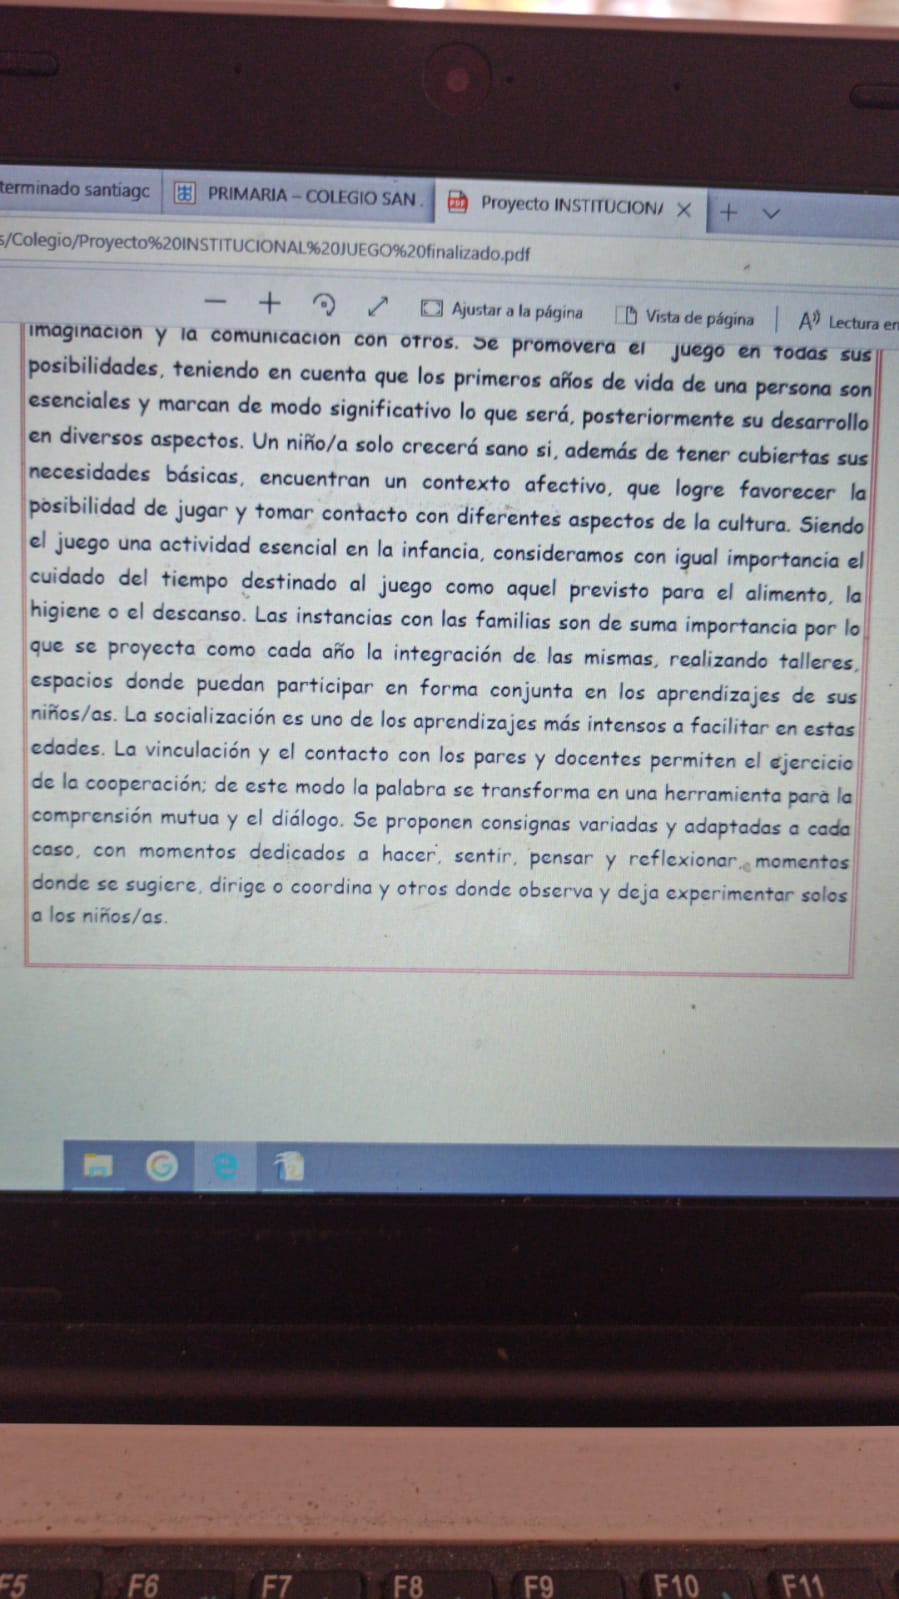 terminado santiagc
PRIMARIA – COLEGIO SAN
Proyecto INSTITUCIONA
s/Colegio/Proyecto%20INSTITUCIONAL%20JUEGO%20finalizado.pdf
Ajustar a la página
Vista de página
Lectura en
imaginación y la comunicación con otros. Se promoverá el juego en todas sus
posibilidades, teniendo en cuenta que los primeros años de vida de una persona son
esenciales y marcan de modo significativo lo que será, posteriormente su desarrollo
en diversos aspectos. Un niño/a solo crecerá sano si, además de tener cubiertas sus
necesidades básicas, encuentran un contexto afectivo, que logre favorecer la
posibilidad de jugar y tomar contacto con diferentes aspectos de la cultura. Siendo
el juego una actividad esencial en la infancia, consideramos con igual importancia el
cuidado del tiempo destinado al juego como aquel previsto para el alimento, la
higiene o el descanso. Las instancias con las familias son de suma importancia por lo
que se proyecta como cada año la integración de las mismas, realizando talleres,
espacios donde puedan participar en forma conjunta en los aprendizajes de sus
niños/as. La socialización es uno de los aprendizajes más intensos a facilitar en estas
edades. La vinculación y el contacto con los pares y docentes permiten el ejercicio
de la cooperación; de este modo la palabra se transforma en una herramienta para la
comprensión mutua y el diálogo. Se proponen consignas variadas y adaptadas a cada
caso, con momentos dedicados a hacer, sentir, pensar y reflexionar, momentos
donde se sugiere, dirige o coordina y otros donde observa y deja experimentar solos
a los niños/as.
F5 F6 F7 F8 F9 F10 F11